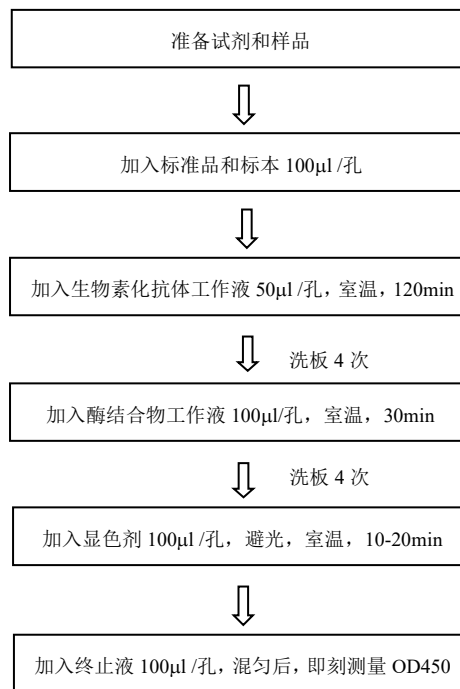 准备试剂和样品
加入标准品和标本 100μl /孔
加入生物素化抗体工作液 50μl /孔，室温，120min
洗板 4 次
加入酶结合物工作液 100μl/孔，室温，30min
洗板 4 次
加入显色剂 100μl /孔，避光，室温，10-20min
加入终止液 100μl /孔，混匀后，即刻测量 OD450